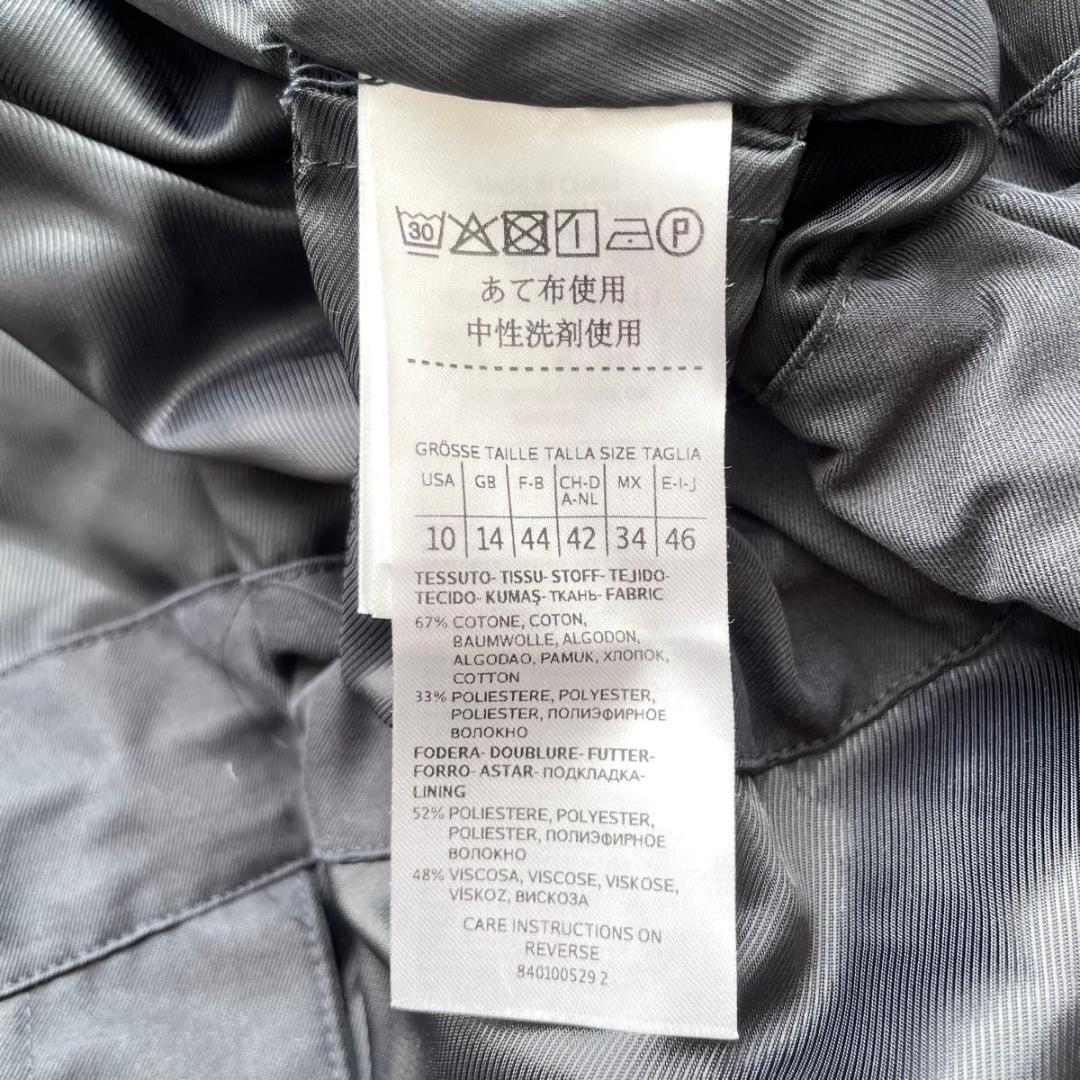 30 P
あて布使用
中性洗剤使用
GRÖSSE TAILLE TALLA SIZE TAGLIA
USA GB F-B CH-D A-NL MX E-I-J
10 14 44 42 34 46
TESSUTO- TISSU- STOFF- TEJIDO-
TECIDO- KUMAŞ- ТКАНЬ- FABRIC
67% COTONE, COTON,
BAUMWOLLE, ALGODON,
ALGODAO, PAMUK, ХЛОПОК,
COTTON
33% POLIESTERE, POLYESTER,
POLIESTER, ПОЛИЭФИРНОЕ
ВОЛОКНО
FODERA- DOUBLURE- FUTTER-
FORRO- ASTAR- ПОДКЛАДКА-
LINING
52% POLIESTERE, POLYESTER,
POLIESTER, ПОЛИЭФИРНОЕ
ВОЛОКНО
48% VISCOSA, VISCOSE, VISKOSE,
VİSKOZ, ВИСКОЗА
CARE INSTRUCTIONS ON
REVERSE
840100529 2